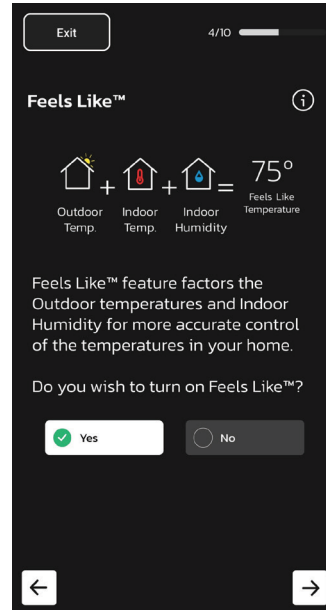 Exit
4/10
Feels Like™
75°
Feels Like
Temperature
Outdoor
Temp.
Indoor
Temp.
Indoor
Humidity
Feels Like™ feature factors the
Outdoor temperatures and Indoor
Humidity for more accurate control
of the temperatures in your home.
Do you wish to turn on Feels Like™?
Yes
No